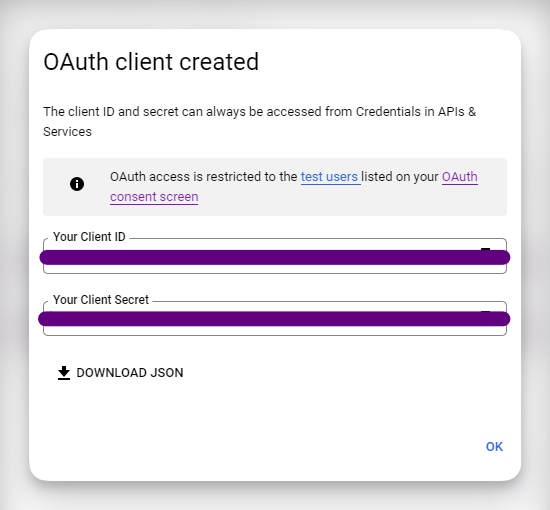 OAuth client created
The client ID and secret can always be accessed from Credentials in APIs &
Services
OAuth access is restricted to the test users listed on your OAuth
consent screen
Your Client ID
Your Client Secret
DOWNLOAD JSON
OK